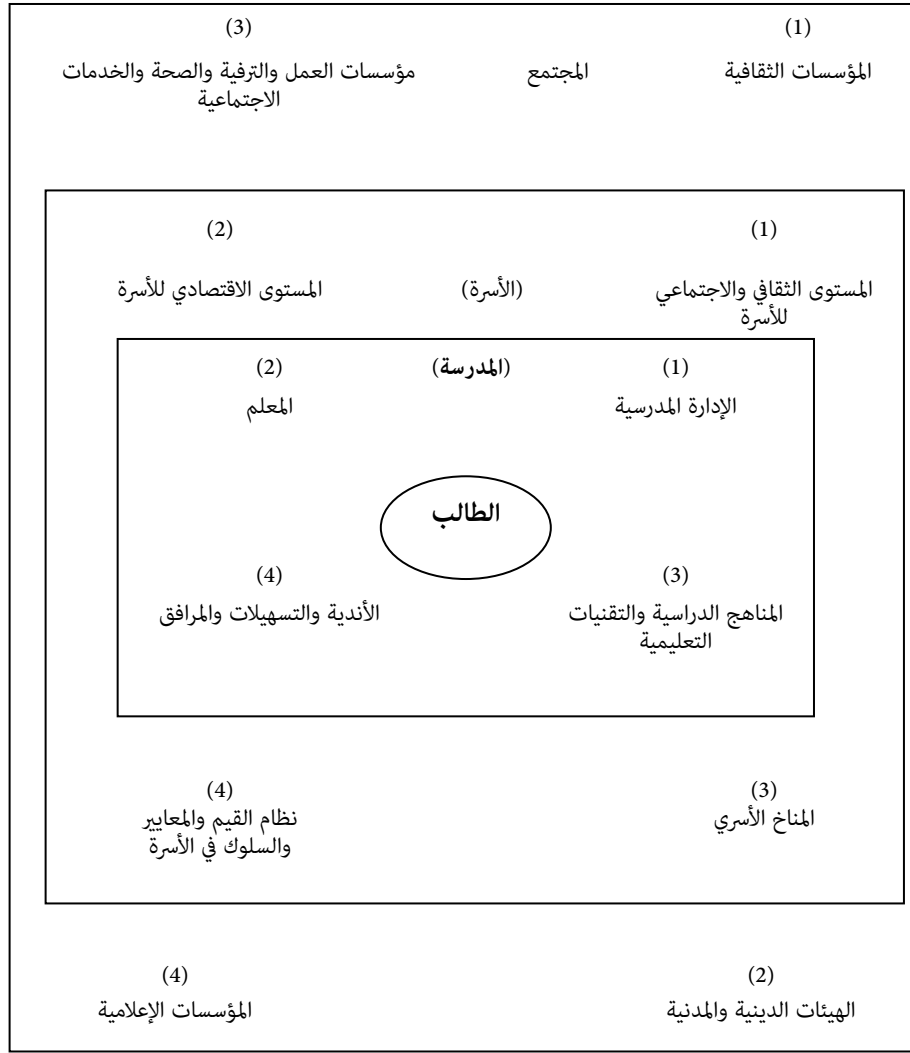 (1)
(3)
المؤسسات الثقافية
المجتمع
مؤسسات العمل والترفية والصحة والخدمات
الاجتماعية
(1)
(2)
المستوى الثقافي والاجتماعي
للأسرة
(الأسرة)
المستوى الاقتصادي للأسرة
(1)
(المدرسة)
(2)
الإدارة المدرسية
المعلم
الطالب
(3)
(4)
المناهج الدراسية والتقنيات
التعليمية
الأندية والتسهيلات والمرافق
(3)
(4)
المناخ الأسري
نظام القيم والمعايير
والسلوك في الأسرة
(2)
(4)
الهيئات الدينية والمدنية
المؤسسات الإعلامية